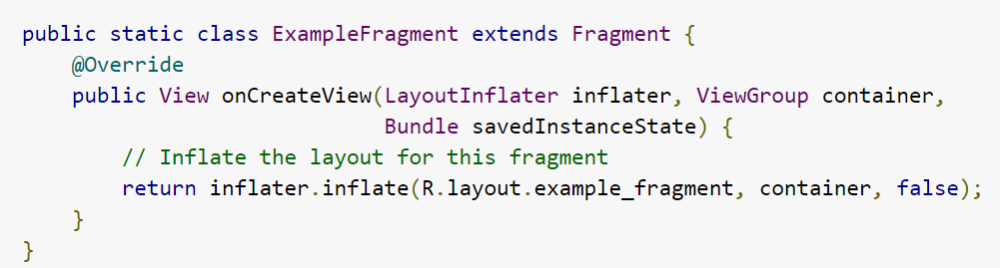 public static class ExampleFragment extends Fragment {
    @Override
    public View onCreateView(LayoutInflater inflater, ViewGroup container,
                             Bundle savedInstanceState) {
        // Inflate the layout for this fragment
        return inflater.inflate(R.layout.example_fragment, container, false);
    }
}